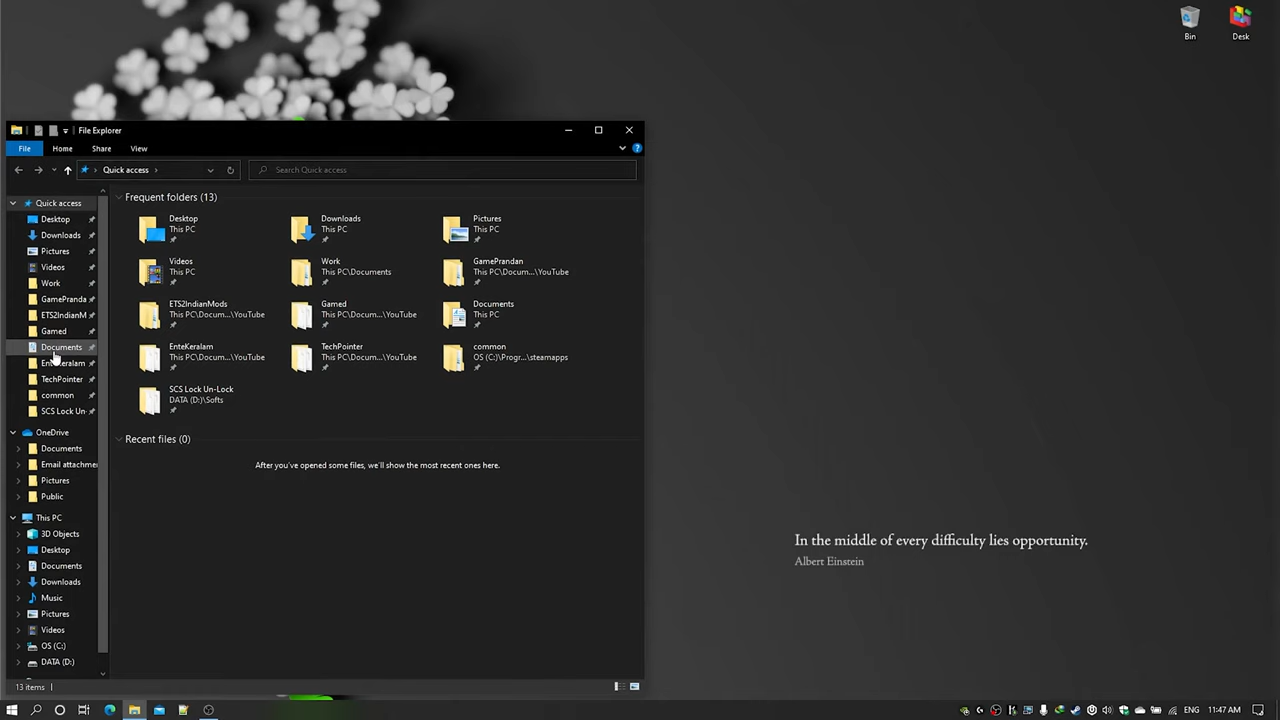 Bin
Desk
File Explorer
File
Home
Share
View
Quick access
Search Quick access
Quick access
Desktop
Downloads
Pictures
Videos
Work
GamePranda
ETS2IndianM
Gamed
Documents
EnteKeralam
TechPointer
common
SCS Lock Un-
OneDrive
Documents
Email attachme
Pictures
Public
This PC
3D Objects
Desktop
Documents
Downloads
Music
Pictures
Videos
OS (C:)
DATA (D:)
Frequent folders (13)
Desktop
This PC
Downloads
This PC
Pictures
This PC
Videos
This PC
Work
This PC\Documents
GamePrandan
This PC\Docum...\YouTube
ETS2IndianMods
This PC\Docum...\YouTube
Gamed
This PC\Docum...\YouTube
Documents
This PC
EnteKeralam
This PC\Docum...\YouTube
TechPointer
This PC\Docum...\YouTube
common
OS (C:)\Progr...\steamapps
SCS Lock Un-Lock
DATA (D:)\Softs
Recent files (0)
After you've opened some files, we'll show the most recent ones here.
13 items
In the middle of every difficulty lies opportunity.
Albert Einstein
ENG
11:47 AM